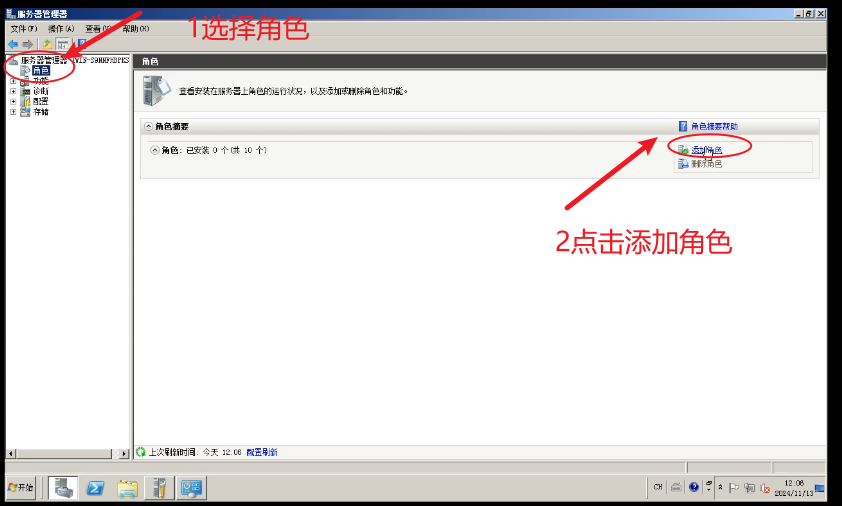 服务器管理器
文件(F) 操作(A) 查看(V) 帮助(H)
1选择角色
服务器管理器
角色
功能
诊断
配置
存储
角色
查看安装在服务器上角色的运行状况，以及添加或删除角色和功能。
角色摘要
角色摘要帮助
角色: 已安装 0 个(共 10 个)
添加角色
删除角色
2点击添加角色
上次刷新时间: 今天 12:06 配置刷新
开始
CH
12:06
2024/11/13